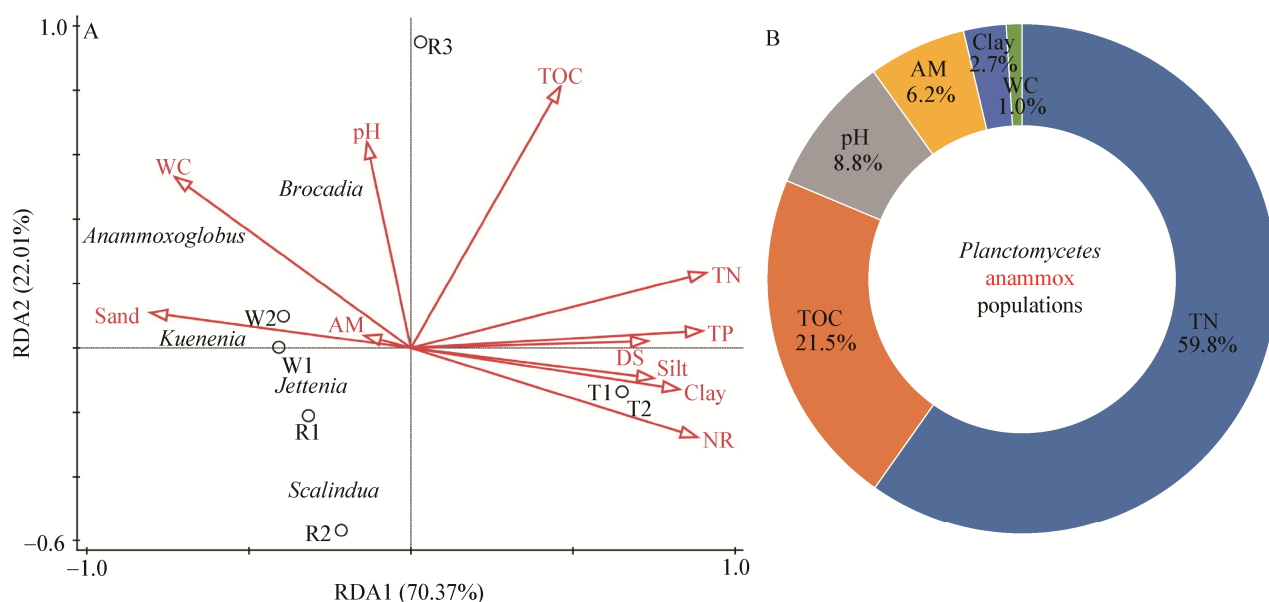 1.0
A
R3
TOC
pH
WC
Brocadia
Anammoxoglobus
RDA2 (22.01%)
TN
Sand
W2
AM
TP
Kuenenia
DS
Silt
W1
Jettenia
T1
T2
Clay
R1
NR
Scalindua
R2
−0.6
−1.0
1.0
RDA1 (70.37%)
B
Clay
2.7%
WC
1.0%
AM
6.2%
pH
8.8%
Planctomycetes
anammox
populations
TOC
21.5%
TN
59.8%